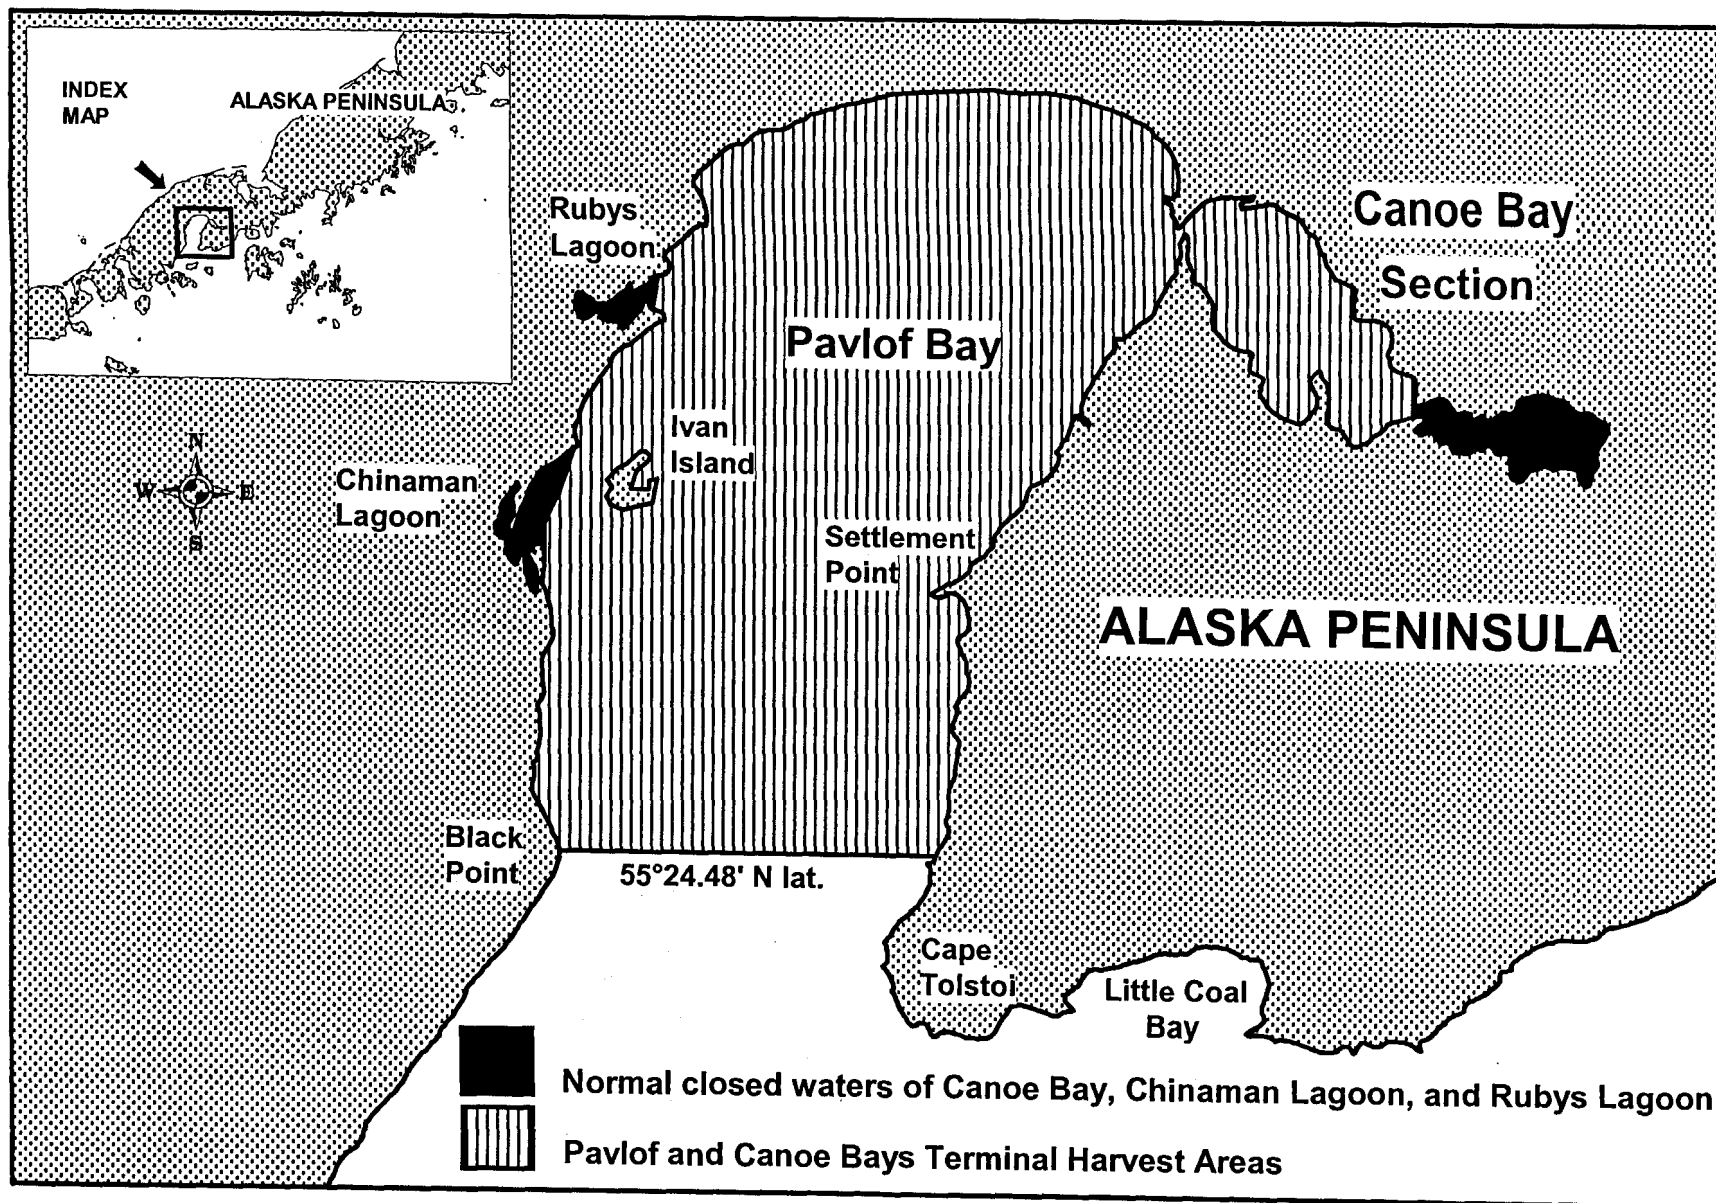 INDEX
MAP
ALASKA PENINSULA
Rubys
Lagoon
Canoe Bay
Section
Pavlof Bay
Ivan
Island
N
W
E
S
Chinaman
Lagoon
Settlement
Point
ALASKA PENINSULA
Black
Point
55°24.48' N lat.
Cape
Tolstoi
Little Coal
Bay
Normal closed waters of Canoe Bay, Chinaman Lagoon, and Rubys Lagoon
Pavlof and Canoe Bays Terminal Harvest Areas